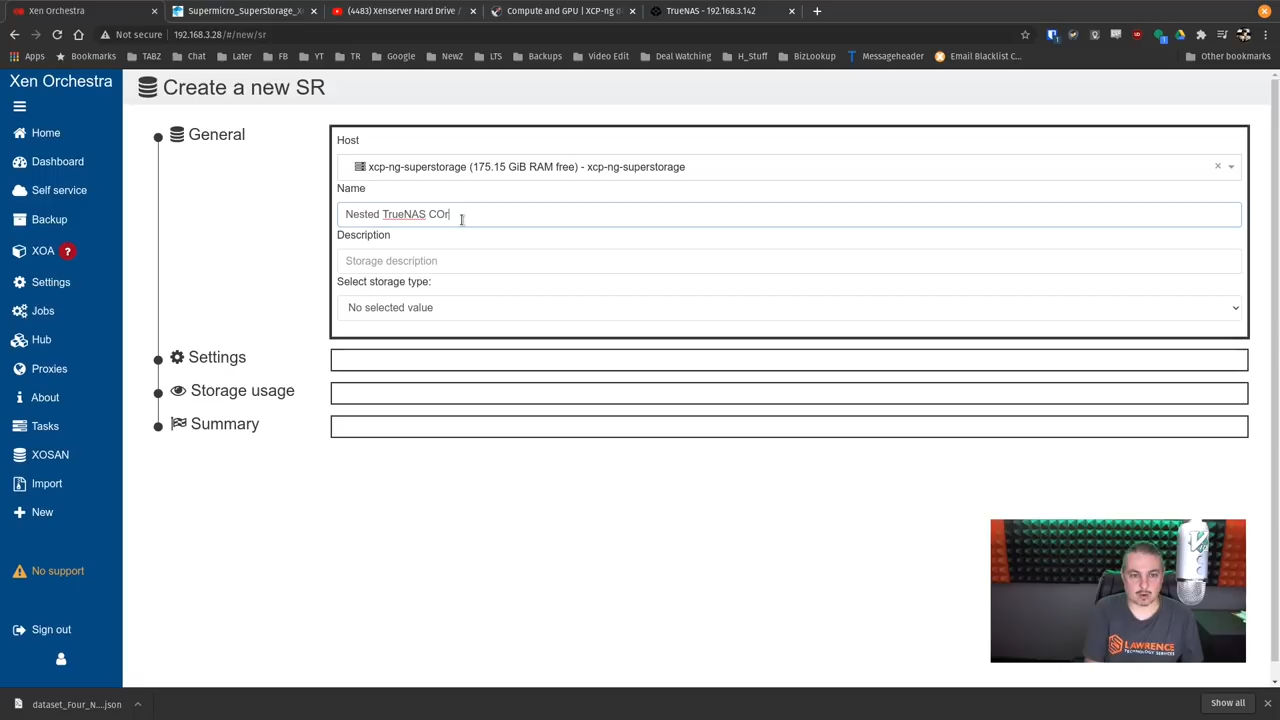 Supermicro_SuperStorage_X
(4483) Xenserver Hard Drive /
Compute and GPU | XCP-ng d
TrueNAS - 192.168.3.142
Not secure
192.168.3.28/#/new/sr
Apps
Bookmarks
TABZ
Chat
Later
FB
YT
TR
Google
NewZ
LTS
Backups
Video Edit
Deal Watching
H_Stuff
BizLookup
Messageheader
Email Blacklist C...
Other bookmarks
Xen Orchestra
Home
Dashboard
Self service
Backup
XOA ?
Settings
Jobs
Hub
Proxies
About
Tasks
XOSAN
Import
New
No support
Sign out
Create a new SR
General
Host
xcp-ng-superstorage (175.15 GiB RAM free) - xcp-ng-superstorage
Name
Nested TrueNAS COr
Description
Storage description
Select storage type:
No selected value
Settings
Storage usage
Summary
LAWRENCE
TECHNOLOGY SERVICES
dataset_Four_N....json
Show all